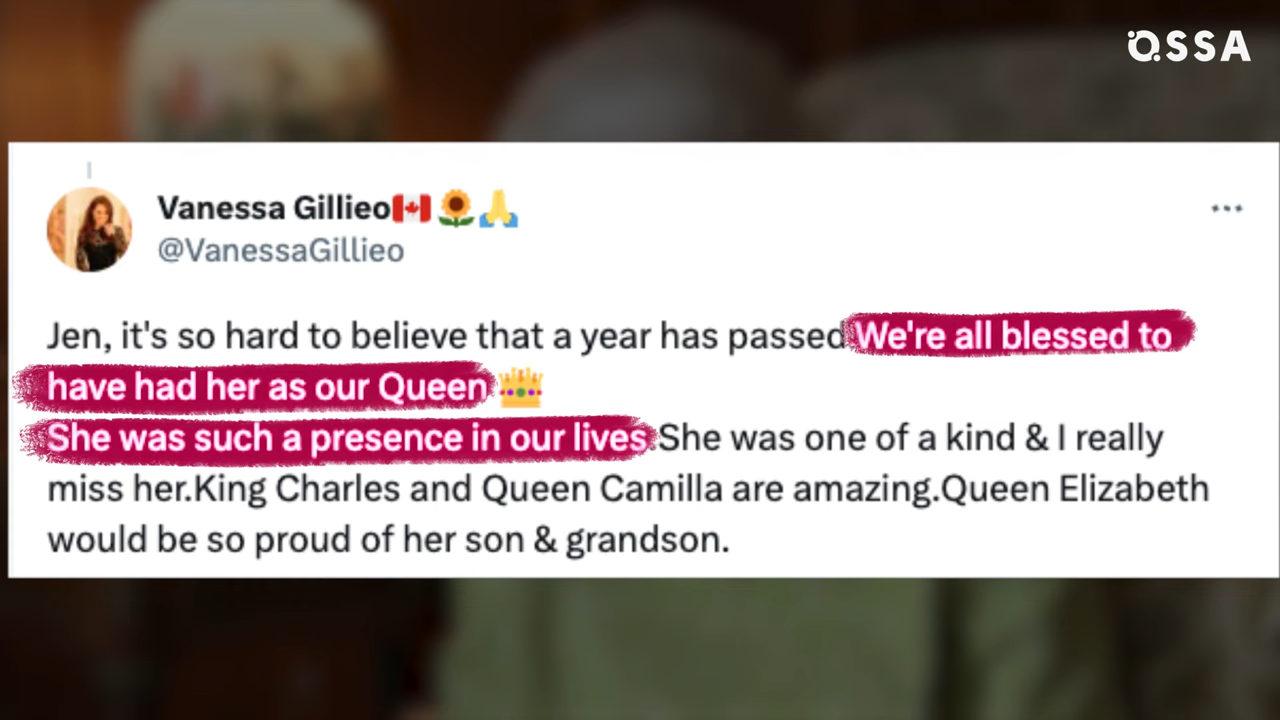 QSSA
Vanessa Gillieo🇨🇦🌻🙏
@VanessaGillieo
Jen, it's so hard to believe that a year has passed We're all blessed to
have had her as our Queen 👑
She was such a presence in our lives.She was one of a kind & I really
miss her.King Charles and Queen Camilla are amazing.Queen Elizabeth
would be so proud of her son & grandson.